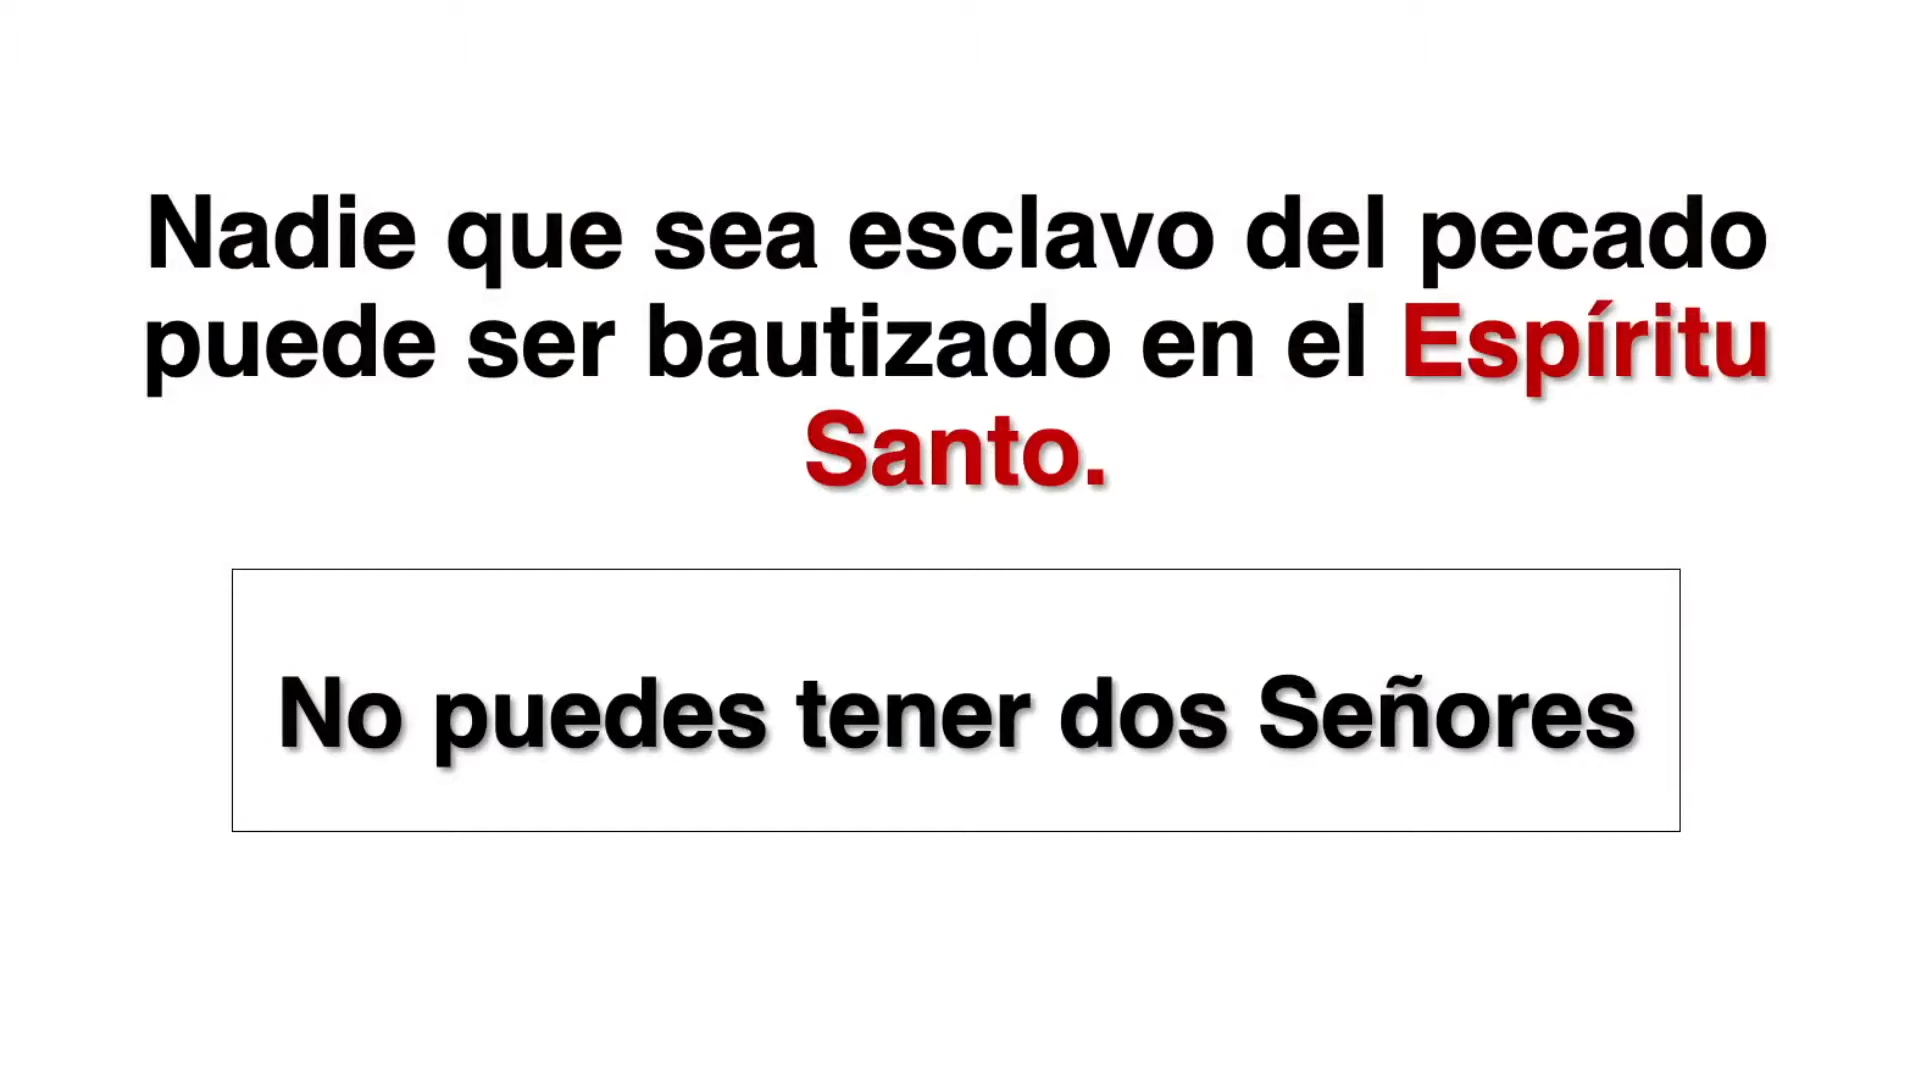 Nadie que sea esclavo del pecado
puede ser bautizado en el Espíritu
Santo.
No puedes tener dos Señores